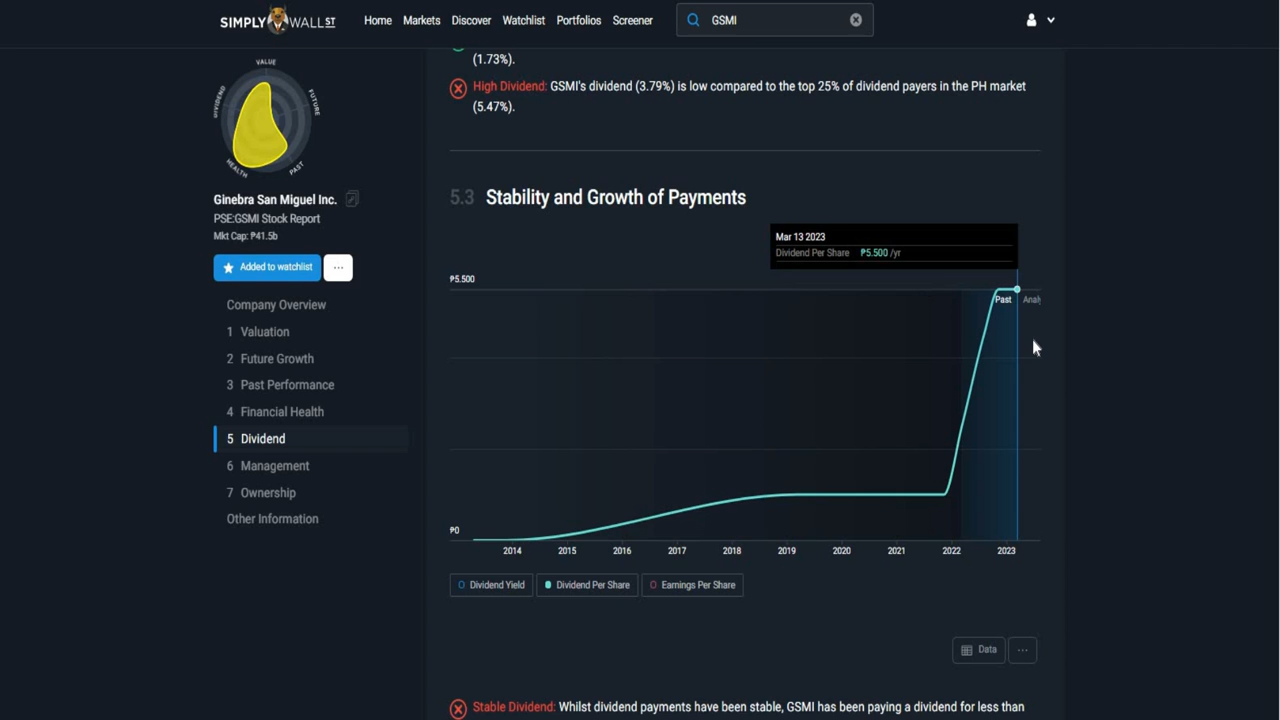 SIMPLY WALL ST
Home Markets Discover Watchlist Portfolios Screener
GSMI
VALUE
FUTURE
PAST
HEALTH
DIVIDEND
Ginebra San Miguel Inc.
PSE:GSMI Stock Report
Mkt Cap: ₱41.5b
Added to watchlist
...
Company Overview
1 Valuation
2 Future Growth
3 Past Performance
4 Financial Health
5 Dividend
6 Management
7 Ownership
Other Information
(1.73%).
High Dividend: GSMI's dividend (3.79%) is low compared to the top 25% of dividend payers in the PH market
(5.47%).
5.3 Stability and Growth of Payments
Mar 13 2023
Dividend Per Share ₱5.500 /yr
₱5.500
Past Analy
₱0
2014 2015 2016 2017 2018 2019 2020 2021 2022 2023
Dividend Yield Dividend Per Share Earnings Per Share
Data ...
Stable Dividend: Whilst dividend payments have been stable, GSMI has been paying a dividend for less than